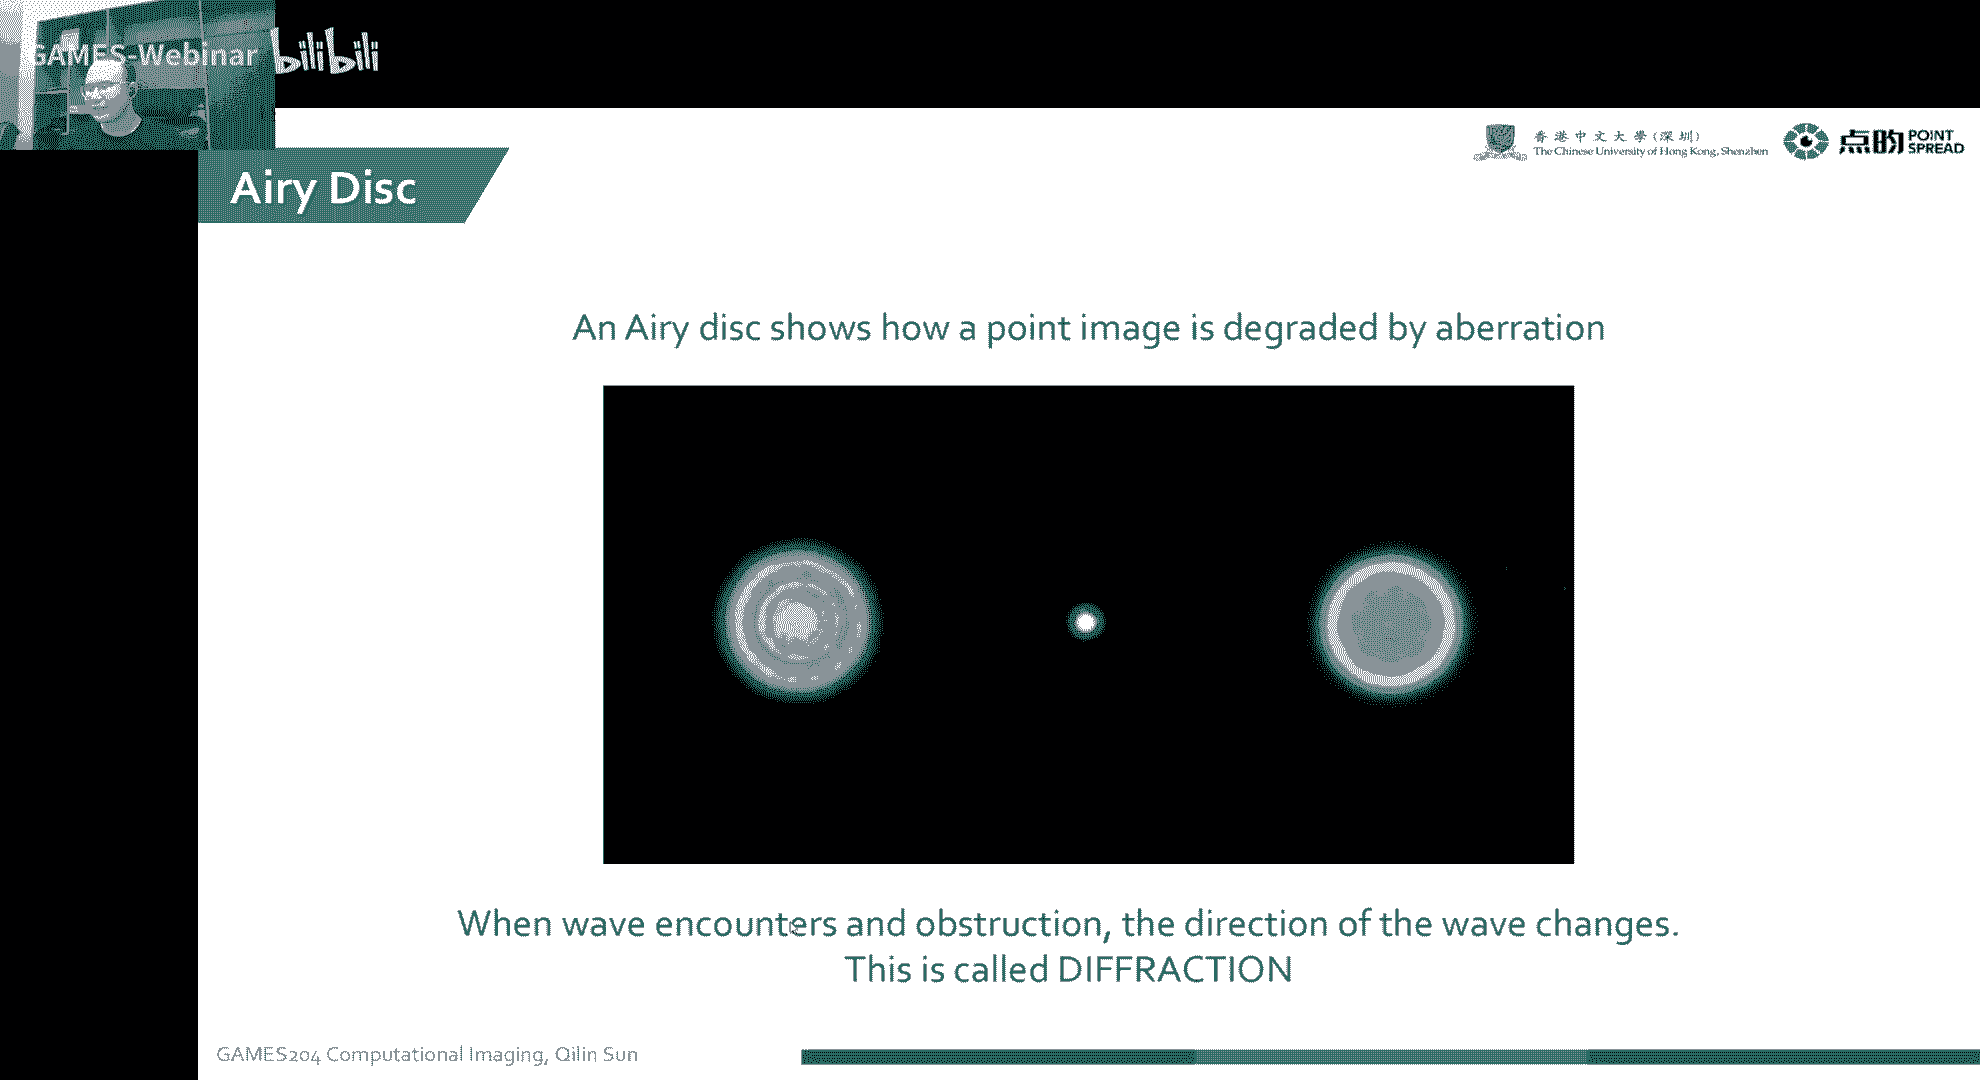 GAMES-Webinar bilibili
香港中文大學(深圳)
The Chinese University of Hong Kong, Shenzhen
点昀 POINT
SPREAD
Airy Disc
An Airy disc shows how a point image is degraded by aberration
When wave encounters and obstruction, the direction of the wave changes.
This is called DIFFRACTION
GAMES204 Computational Imaging, Qilin Sun